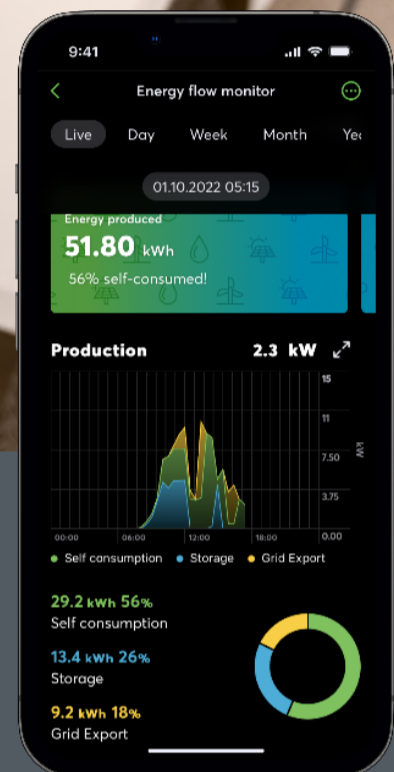 9:41
Energy flow monitor
Live Day Week Month
01.10.2022 05:15
Energy produced
51.80 kWh
56% self-consumed!
Production 2.3 kW
15
11
7.50
kW
3.75
0.00
00:00 06:00 12:00 18:00
Self consumption Storage Grid Export
29.2 kWh 56%
Self consumption
13.4 kWh 26%
Storage
9.2 kWh 18%
Grid Export